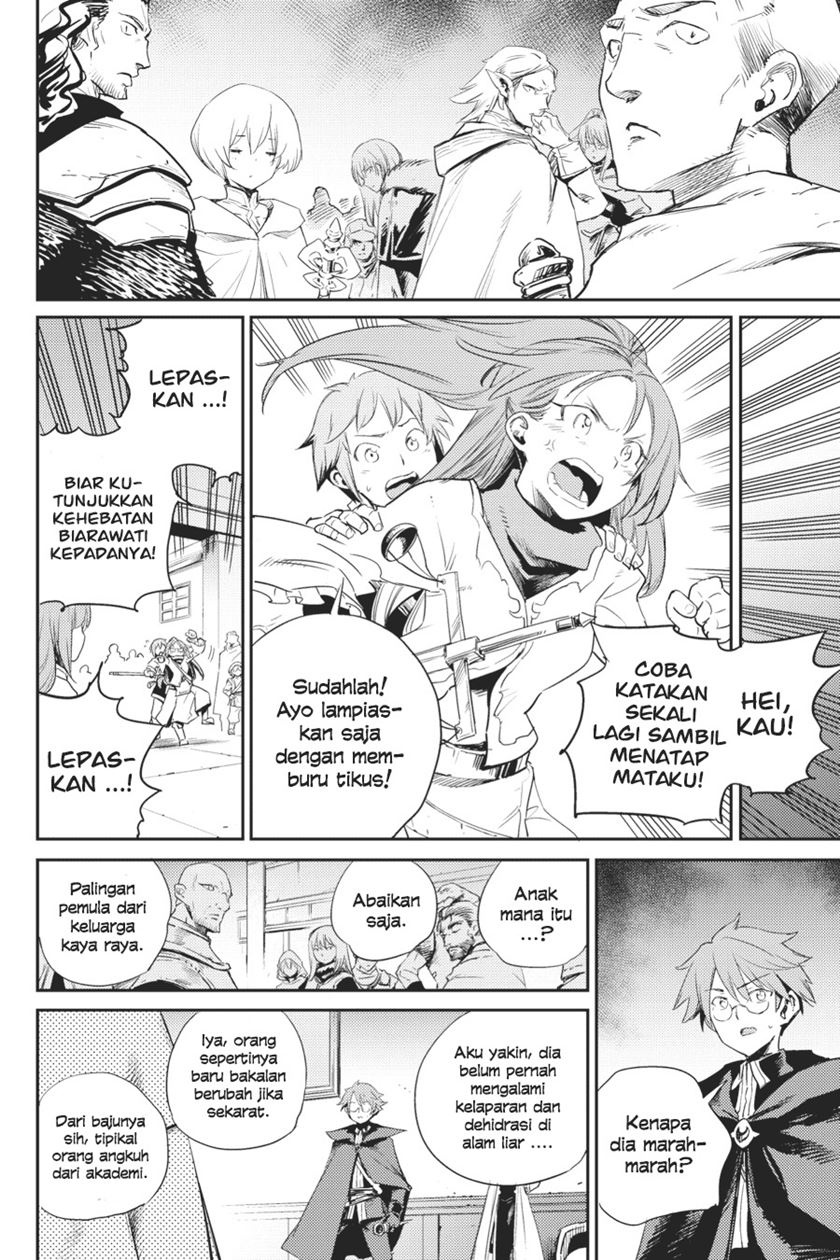 HEI,
KAU!
COBA
KATAKAN
SEKALI
LAGI SAMBIL
MENATAP
MATAKU!
Sudahlah!
Ayo lampias-
kan saja
dengan mem-
buru tikus!
LEPAS-
KAN ...!
BIAR KU-
TUNJUKKAN
KEHEBATAN
BIARAWATI
KEPADANYA!
LEPAS-
KAN ...!
Kenapa
dia marah-
marah?
Anak
mana itu
...?
Abaikan
saja.
Palingan
pemula dari
keluarga
kaya raya.
Aku yakin, dia
belum pernah
mengalami
kelaparan dan
dehidrasi di
alam liar ....
Iya, orang
sepertinya
baru bakalan
berubah jika
sekarat.
Dari bajunya
sih, tipikal
orang angkuh
dari akademi.